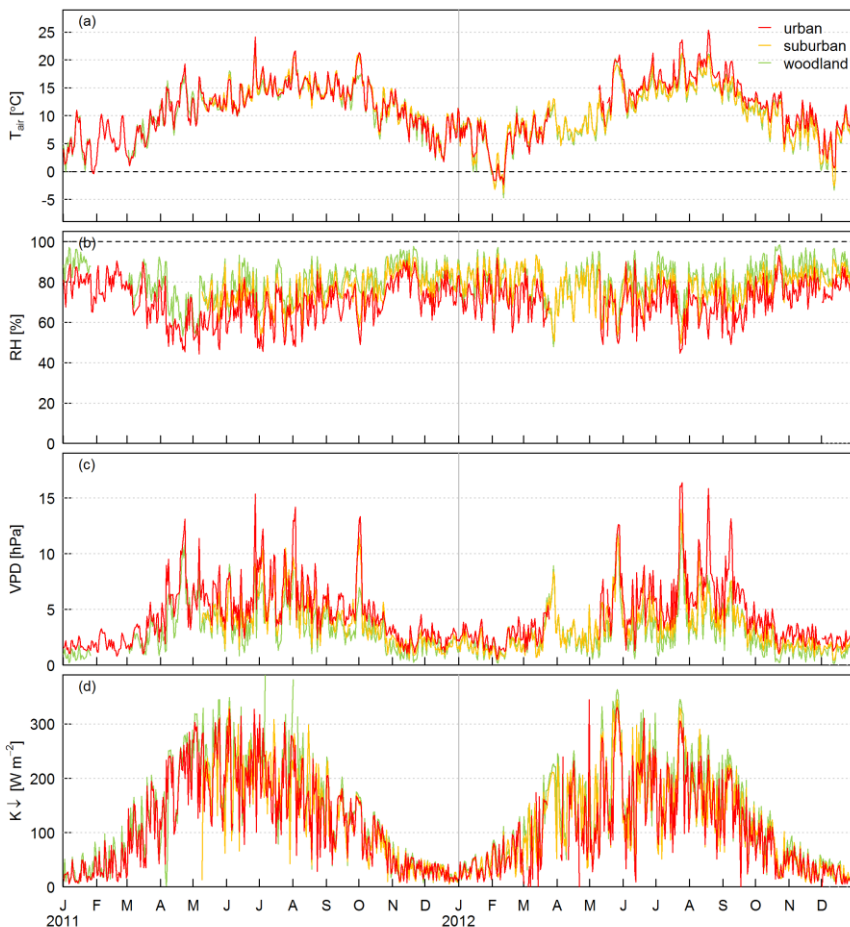 (a)
urban
suburban
woodland
25
20
15
10
5
0
-5
T air [°C]
(b)
100
80
60
40
20
0
RH [%]
(c)
15
10
5
0
VPD [hPa]
(d)
300
200
100
0
K↓ [W m-2]
J F M A M J J A S O N D J F M A M J J A S O N D
2011 2012